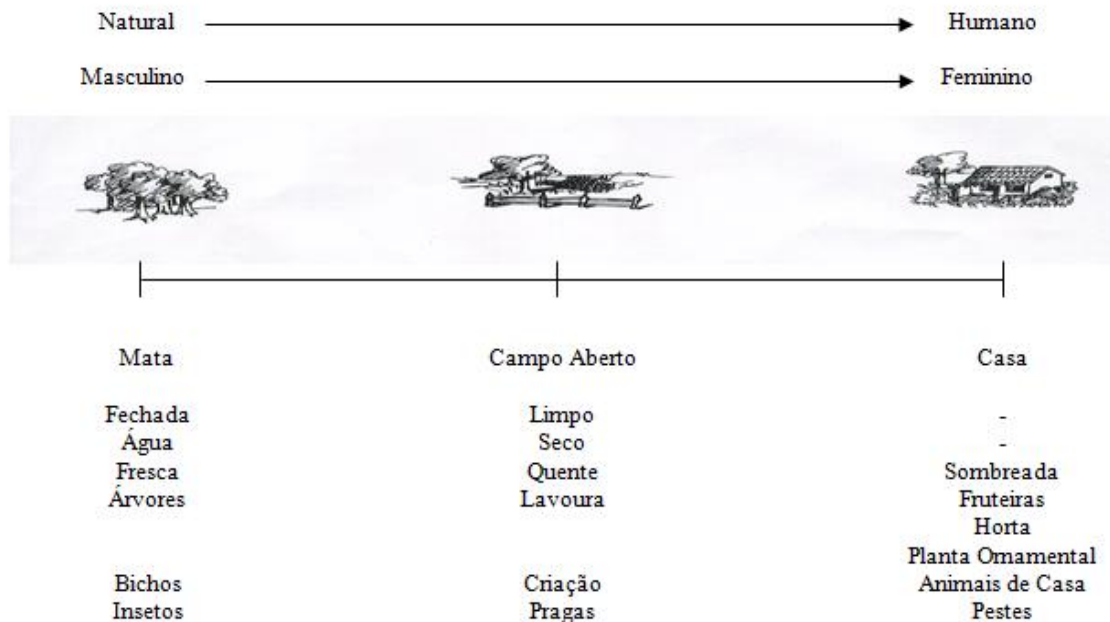 Natural Humano
Masculino Feminino
Mata Campo Aberto Casa
Fechada Limpo -
Água Seco -
Fresca Quente Sombreada
Árvores Lavoura Fruteiras
Horta
Planta Ornamental
Bichos Criação Animais de Casa
Insetos Pragas Pestes